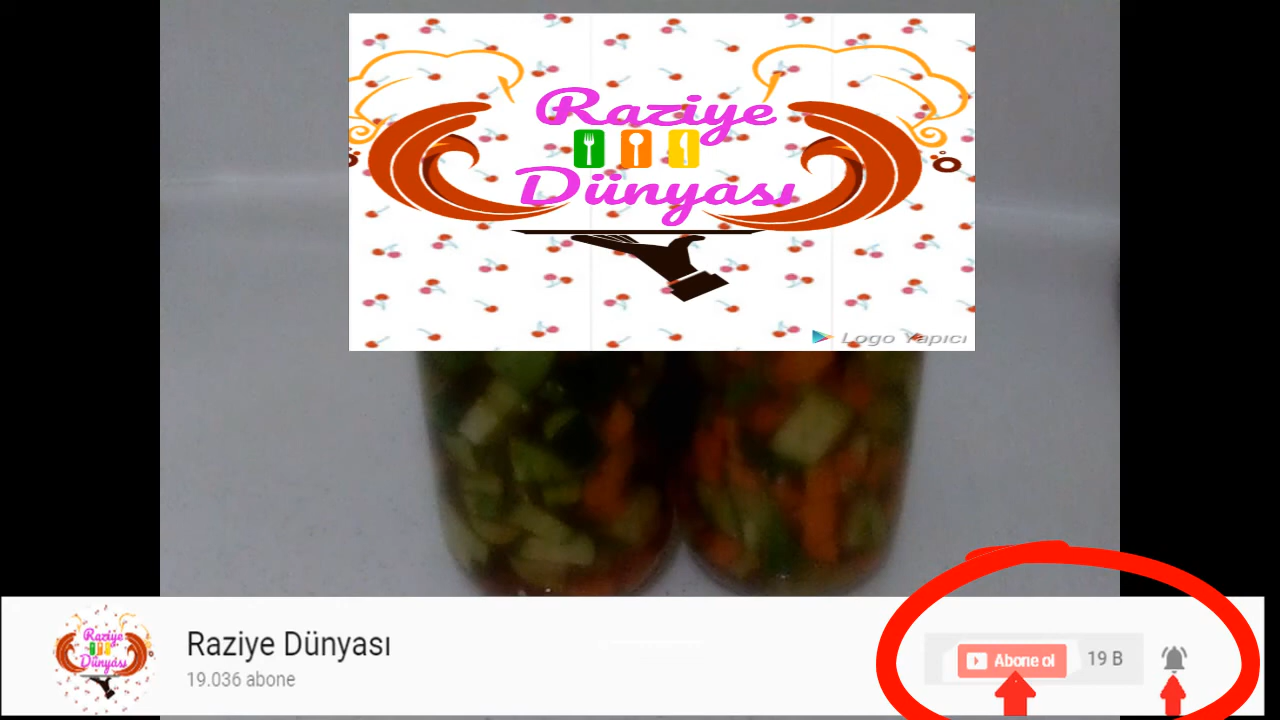 Raziye
Dünyası
Logo Yapıcı
Raziye
Dünyası
Raziye Dünyası
19.036 abone
Abone ol
19 B